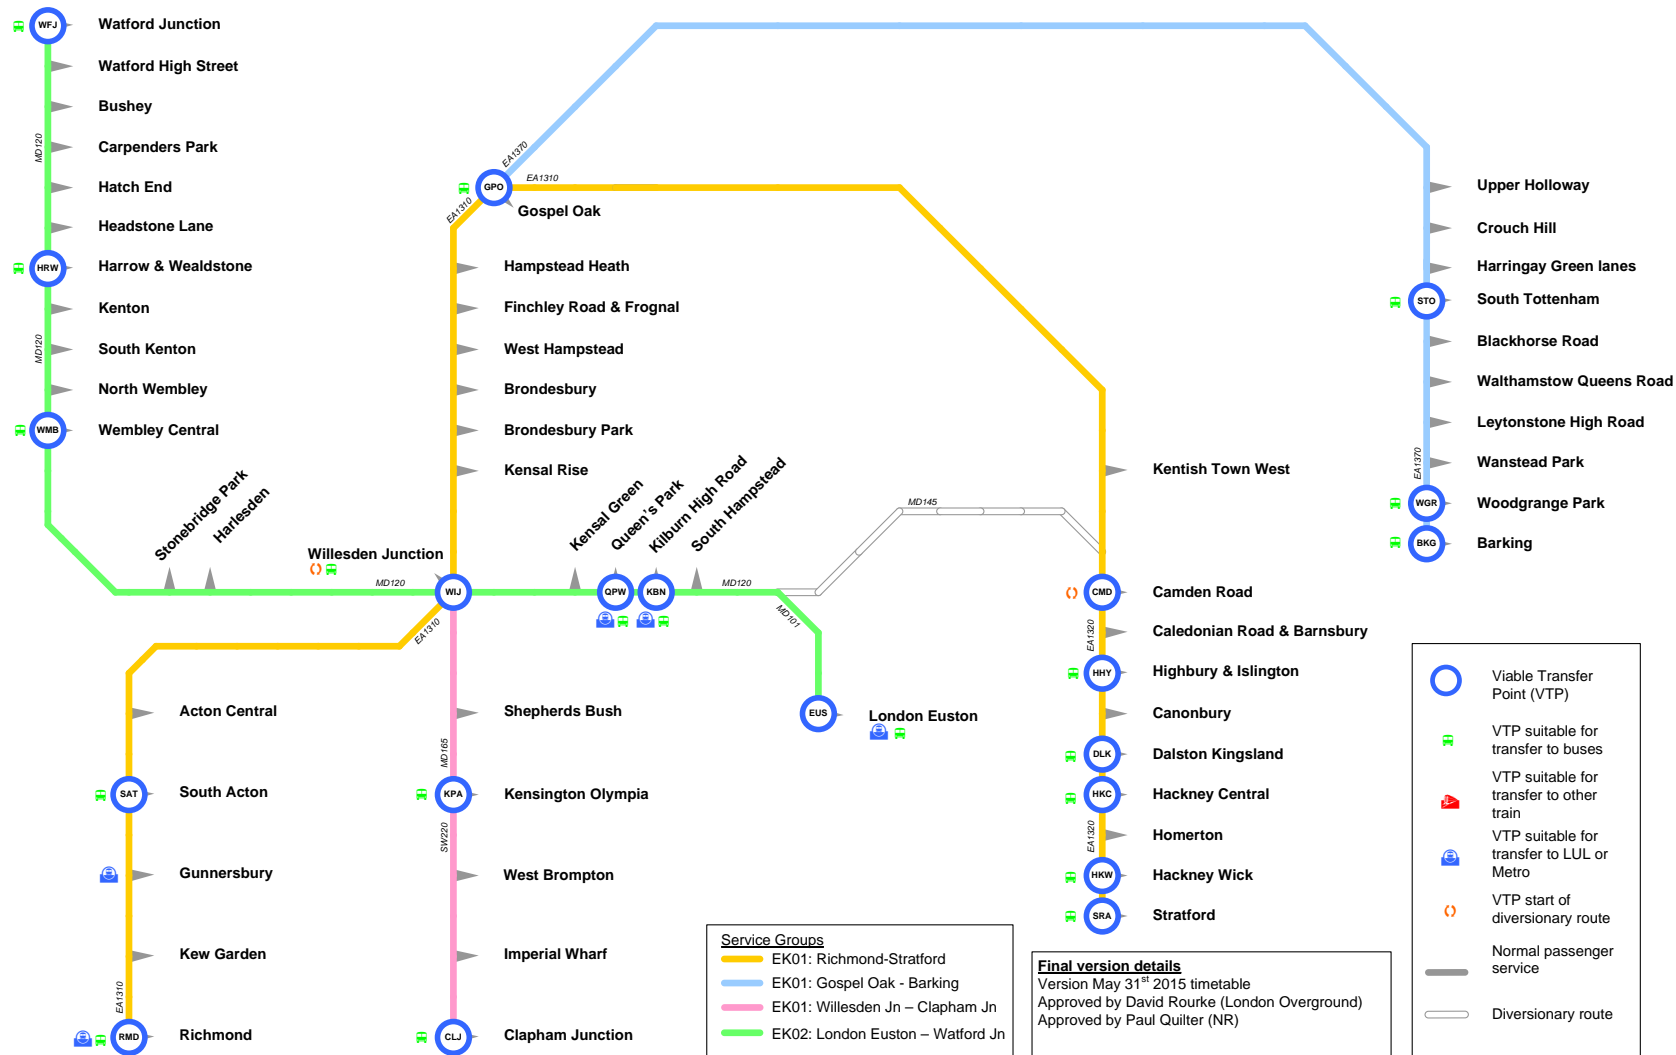 WFJ
Watford Junction
Watford High Street
Bushey
MD120
Carpenders Park
Hatch End
Headstone Lane
HRW
Harrow & Wealdstone
Kenton
MD120
South Kenton
North Wembley
WMB
Wembley Central
Stonebridge Park
Harlesden
Willesden Junction
MD120
WIJ
EA1310
GPO
EA1370
EA1310
EA1310
Gospel Oak
Hampstead Heath
Finchley Road & Frognal
West Hampstead
Brondesbury
Brondesbury Park
Kensal Rise
Kensal Green
Queen's Park
Kilburn High Road
South Hampstead
QPW
KBN
MD120
MD101
MD145
EUS
London Euston
Acton Central
SAT
South Acton
Gunnersbury
Kew Garden
EA1310
RMD
Richmond
Shepherds Bush
MD165
KPA
Kensington Olympia
SW220
West Brompton
Imperial Wharf
CLJ
Clapham Junction
Kentish Town West
CMD
Camden Road
EA1320
Caledonian Road & Barnsbury
HHY
Highbury & Islington
Canonbury
DLK
Dalston Kingsland
HKC
Hackney Central
EA1320
Homerton
HKW
Hackney Wick
SRA
Stratford
Upper Holloway
Crouch Hill
Harringay Green lanes
STO
South Tottenham
Blackhorse Road
Walthamstow Queens Road
Leytonstone High Road
EA1370
Wanstead Park
WGR
Woodgrange Park
BKG
Barking
Service Groups
EK01: Richmond-Stratford
EK01: Gospel Oak - Barking
EK01: Willesden Jn – Clapham Jn
EK02: London Euston – Watford Jn
Final version details
Version May 31st 2015 timetable
Approved by David Rourke (London Overground)
Approved by Paul Quilter (NR)
Viable Transfer
Point (VTP)
VTP suitable for
transfer to buses
VTP suitable for
transfer to other
train
VTP suitable for
transfer to LUL or
Metro
VTP start of
diversionary route
Normal passenger
service
Diversionary route